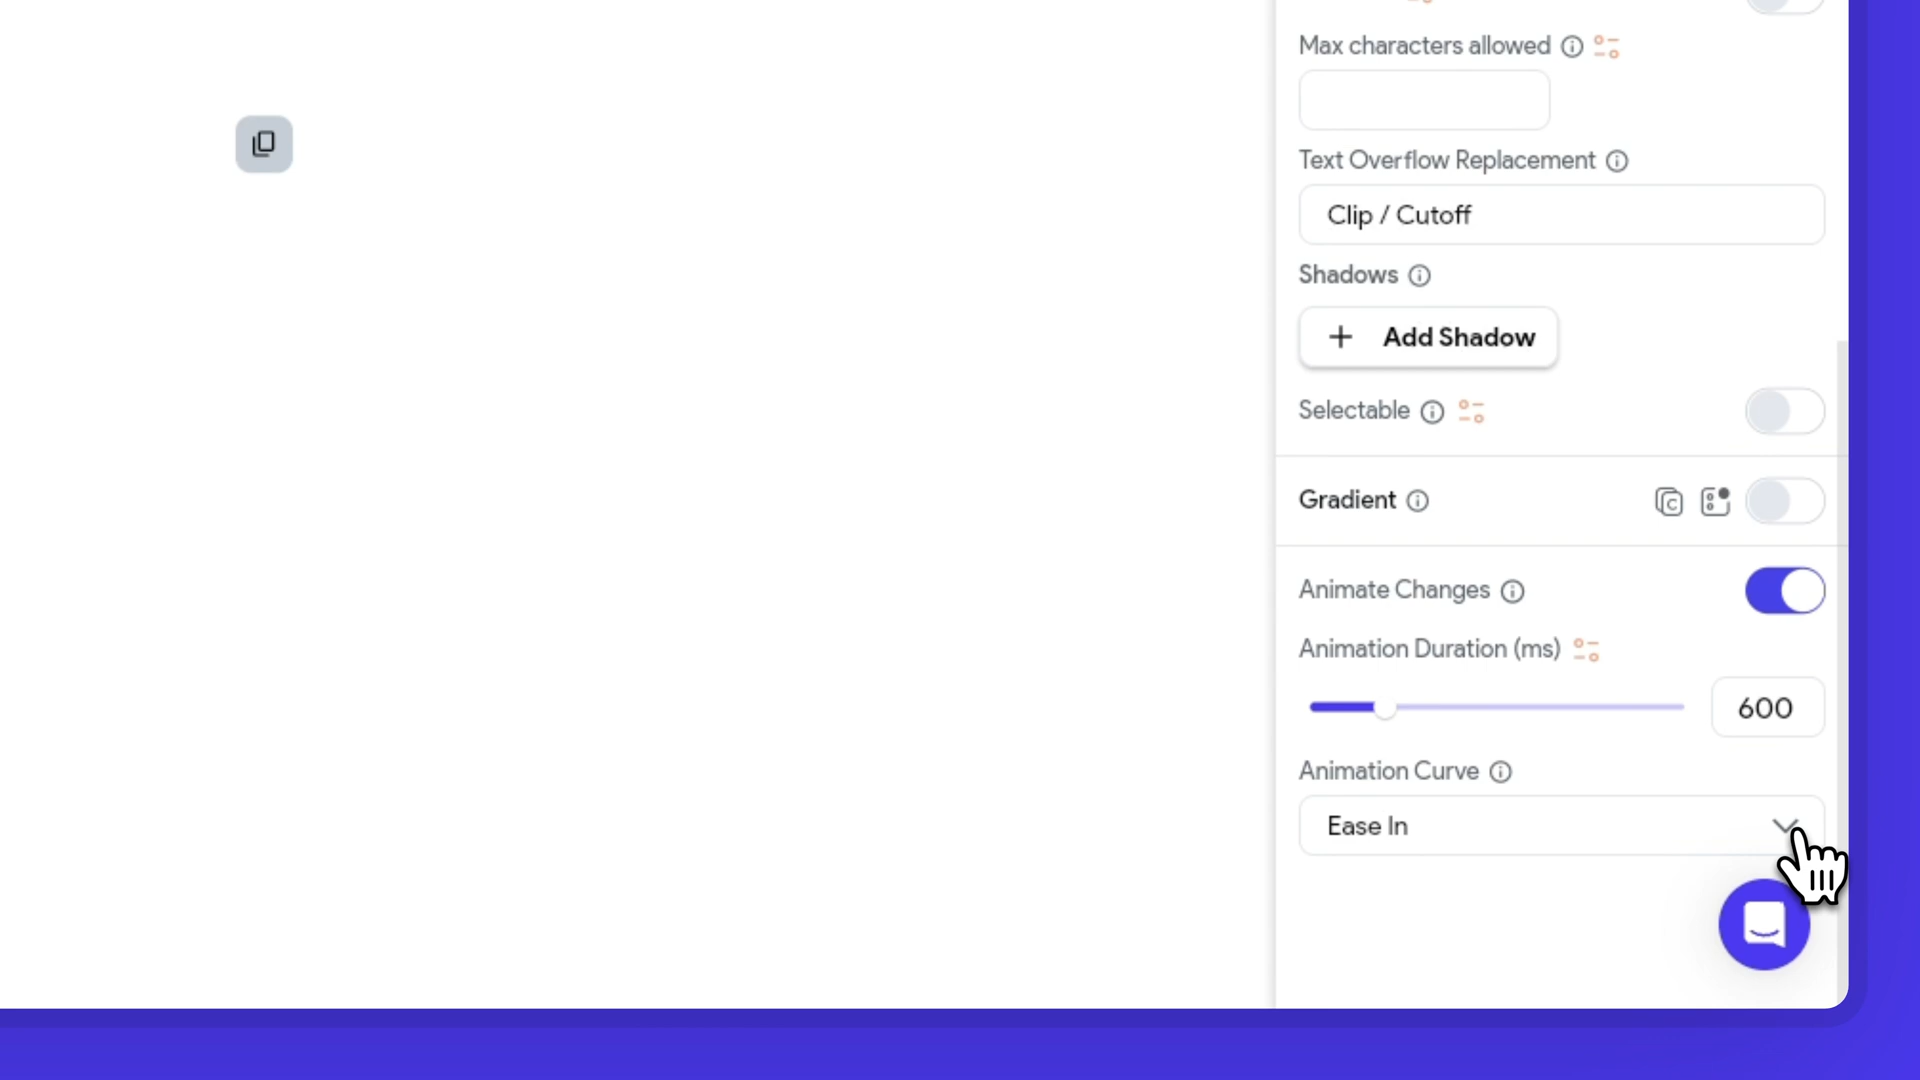 Max characters allowed
Text Overflow Replacement
Clip / Cutoff
Shadows
+ Add Shadow
Selectable
Gradient
Animate Changes
Animation Duration (ms)
600
Animation Curve
Ease In